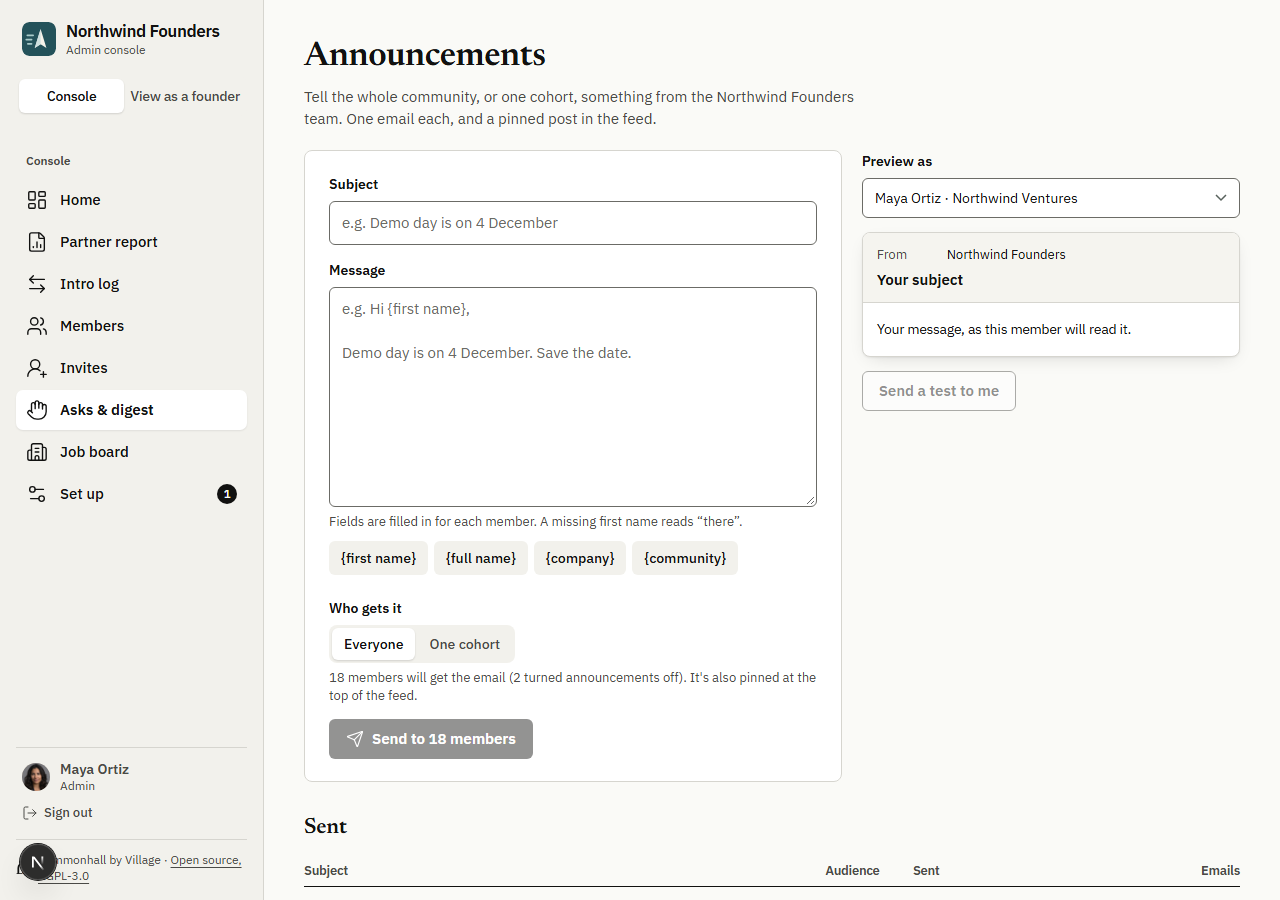 Northwind Founders
Admin console
Console
View as a founder
Console
Home
Partner report
Intro log
Members
Invites
Asks & digest
Job board
Set up
1
Maya Ortiz
Admin
Sign out
N
mmonhall by Village · Open source,
GPL-3.0
Announcements
Tell the whole community, or one cohort, something from the Northwind Founders
team. One email each, and a pinned post in the feed.
Subject
e.g. Demo day is on 4 December
Message
e.g. Hi {first name},
Demo day is on 4 December. Save the date.
Fields are filled in for each member. A missing first name reads “there”.
{first name}
{full name}
{company}
{community}
Who gets it
Everyone
One cohort
18 members will get the email (2 turned announcements off). It's also pinned at the
top of the feed.
Send to 18 members
Preview as
Maya Ortiz · Northwind Ventures
From
Northwind Founders
Your subject
Your message, as this member will read it.
Send a test to me
Sent
Subject
Audience
Sent
Emails